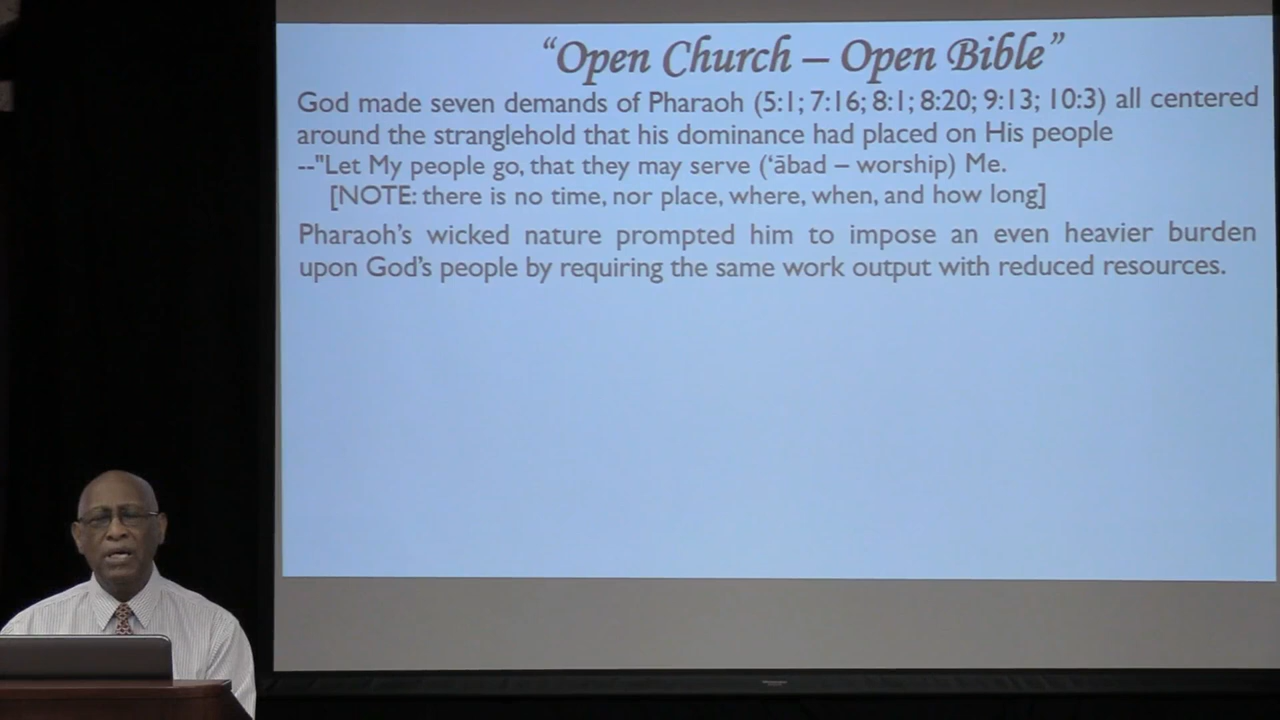 “Open Church – Open Bible”
God made seven demands of Pharaoh (5:1; 7:16; 8:1; 8:20; 9:13; 10:3) all centered
around the stranglehold that his dominance had placed on His people
--"Let My people go, that they may serve (‘ābad – worship) Me.
[NOTE: there is no time, nor place, where, when, and how long]
Pharaoh’s wicked nature prompted him to impose an even heavier burden
upon God’s people by requiring the same work output with reduced resources.